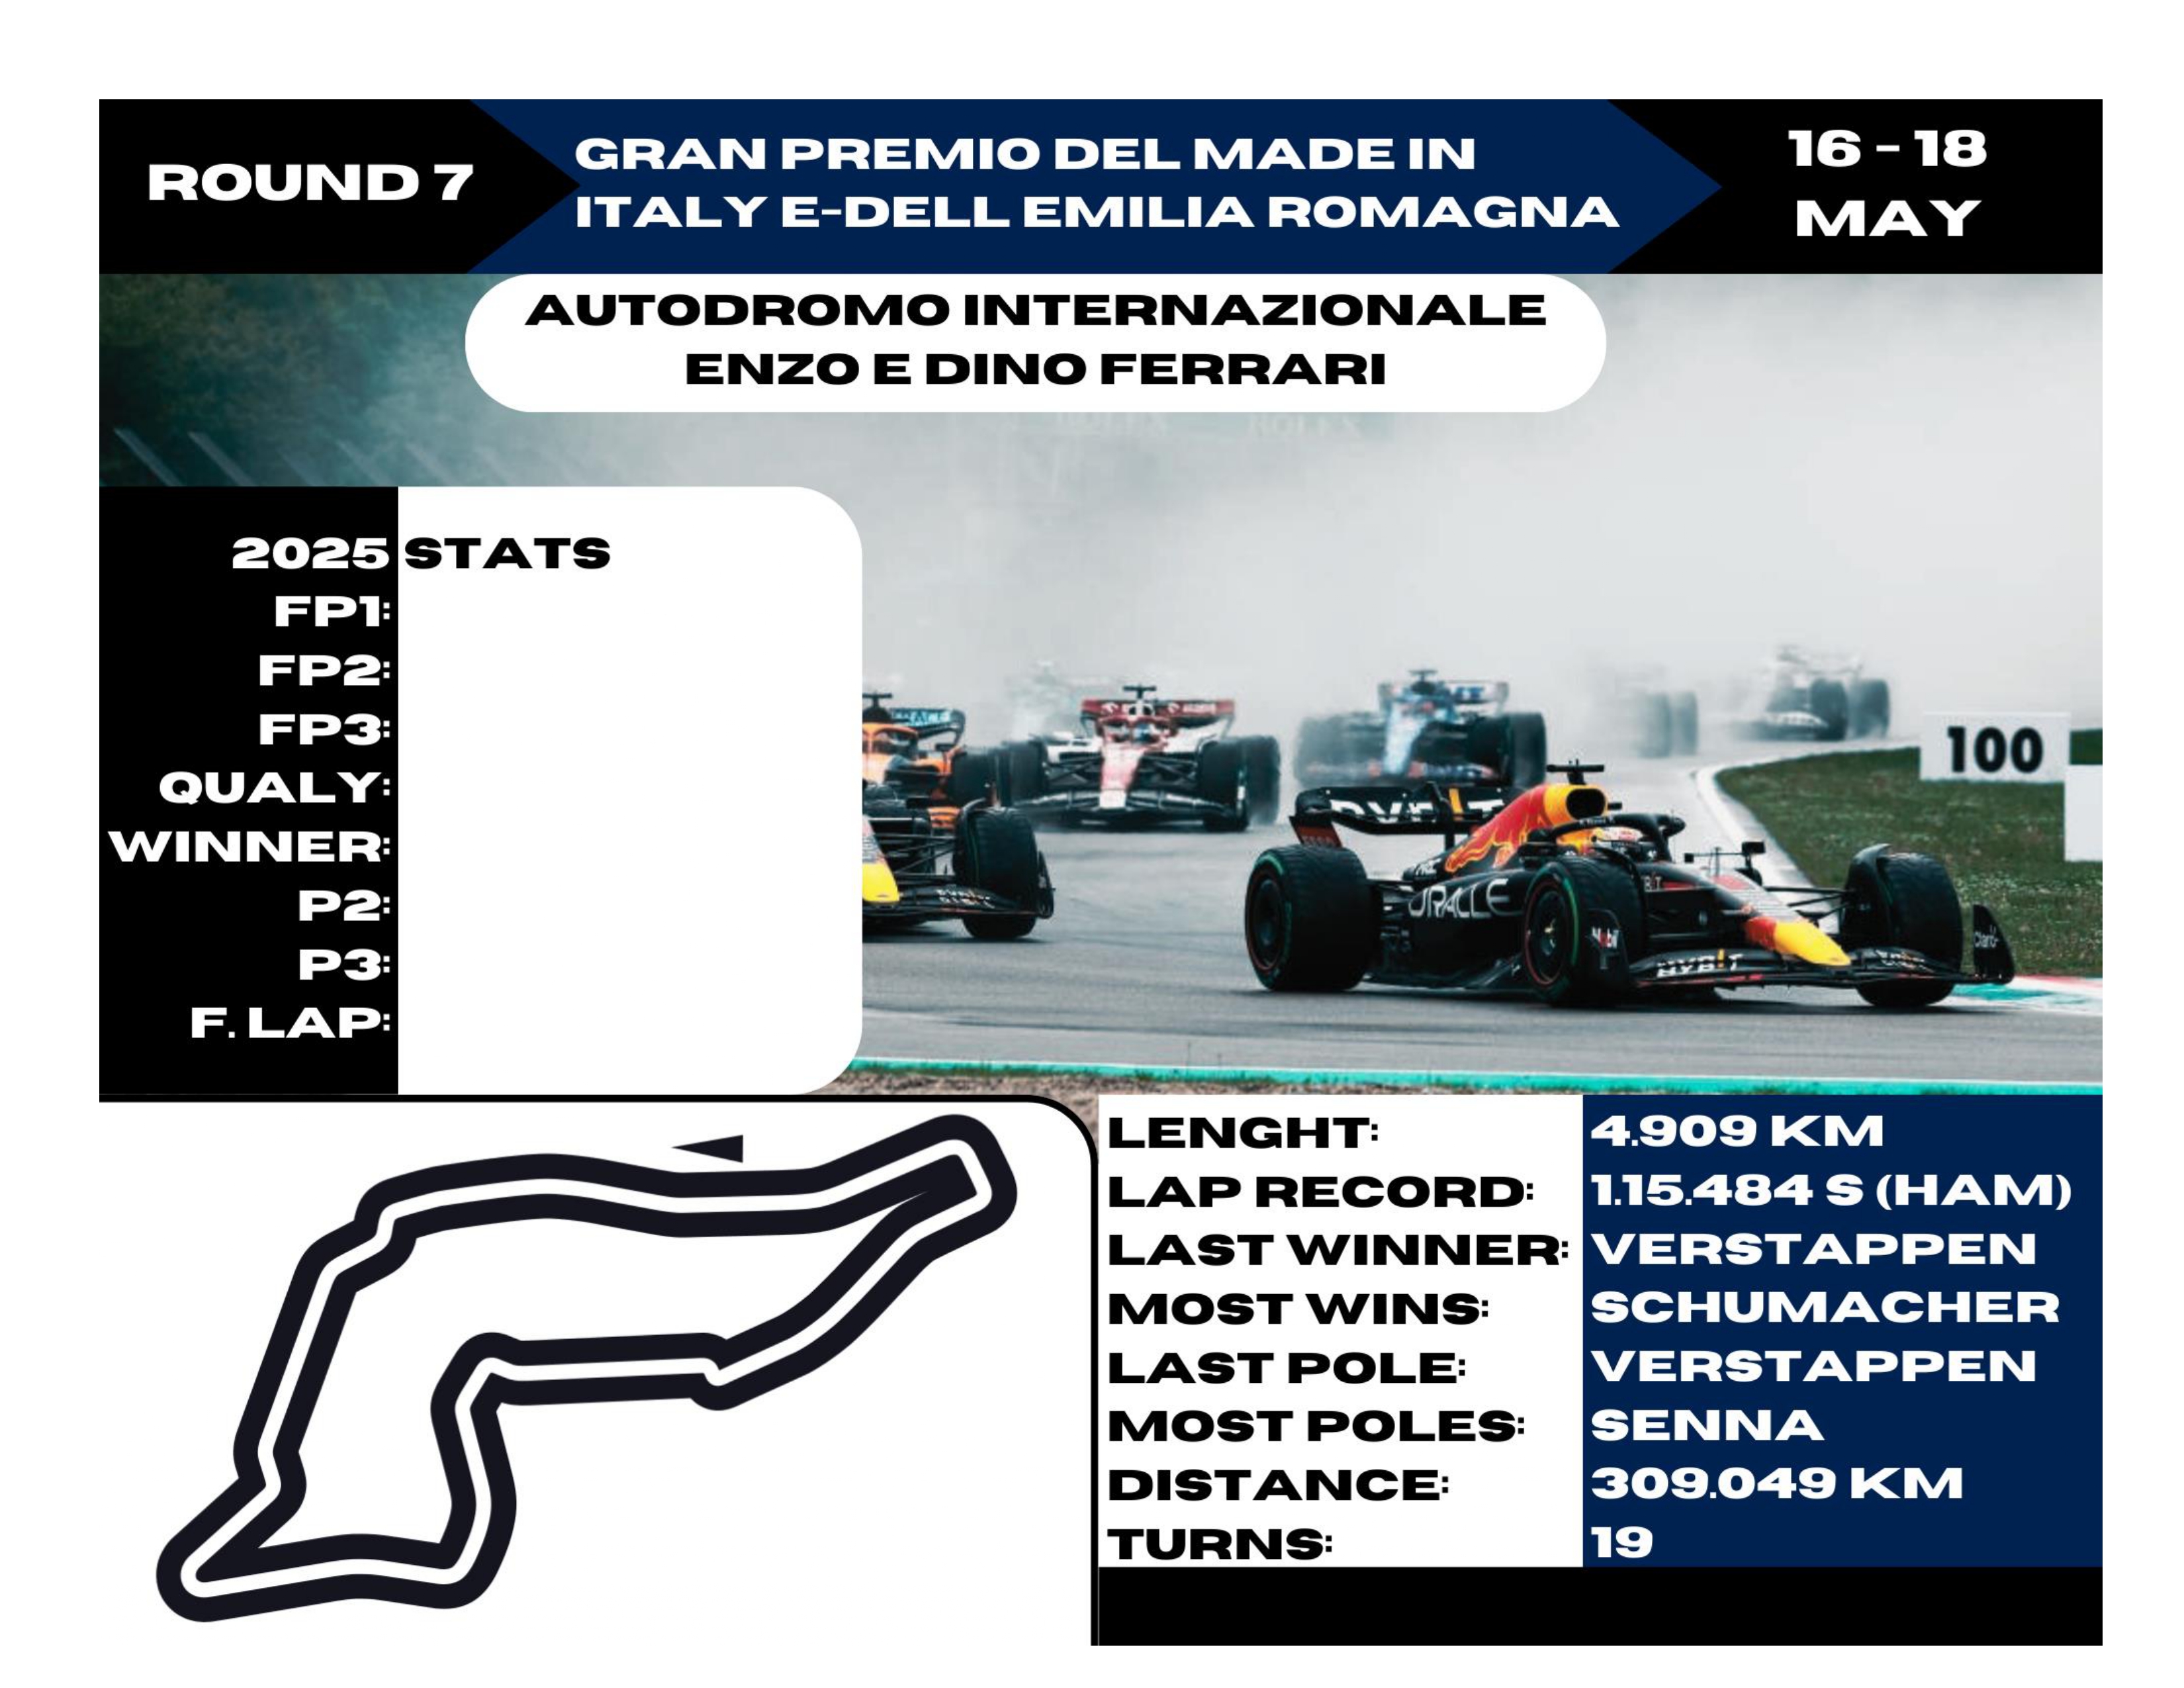 ROUND 7
GRAN PREMIO DEL MADE IN
ITALY E-DELL EMILIA ROMAGNA
16 - 18
MAY
AUTODROMO INTERNAZIONALE
ENZO E DINO FERRARI
2025 STATS
FP1:
FP2:
FP3:
QUALY:
WINNER:
P2:
P3:
F. LAP:
100
ORACLE
BYBIT
LENGHT: 4.909 KM
LAP RECORD: 1.15.484 S (HAM)
LAST WINNER: VERSTAPPEN
MOST WINS: SCHUMACHER
LAST POLE: VERSTAPPEN
MOST POLES: SENNA
DISTANCE: 309.049 KM
TURNS: 19